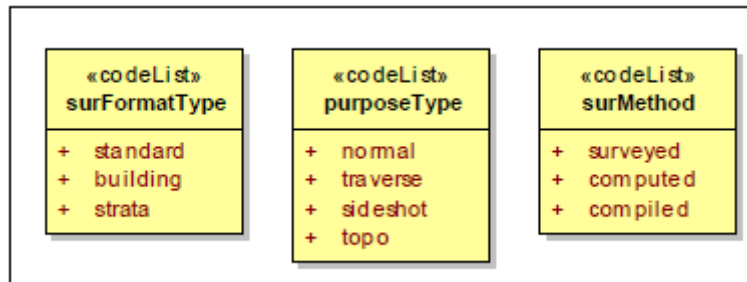 «codeList»
surFormatType
+ standard
+ building
+ strata
«codeList»
purposeType
+ normal
+ traverse
+ sideshot
+ topo
«codeList»
surMethod
+ surveyed
+ computed
+ compiled